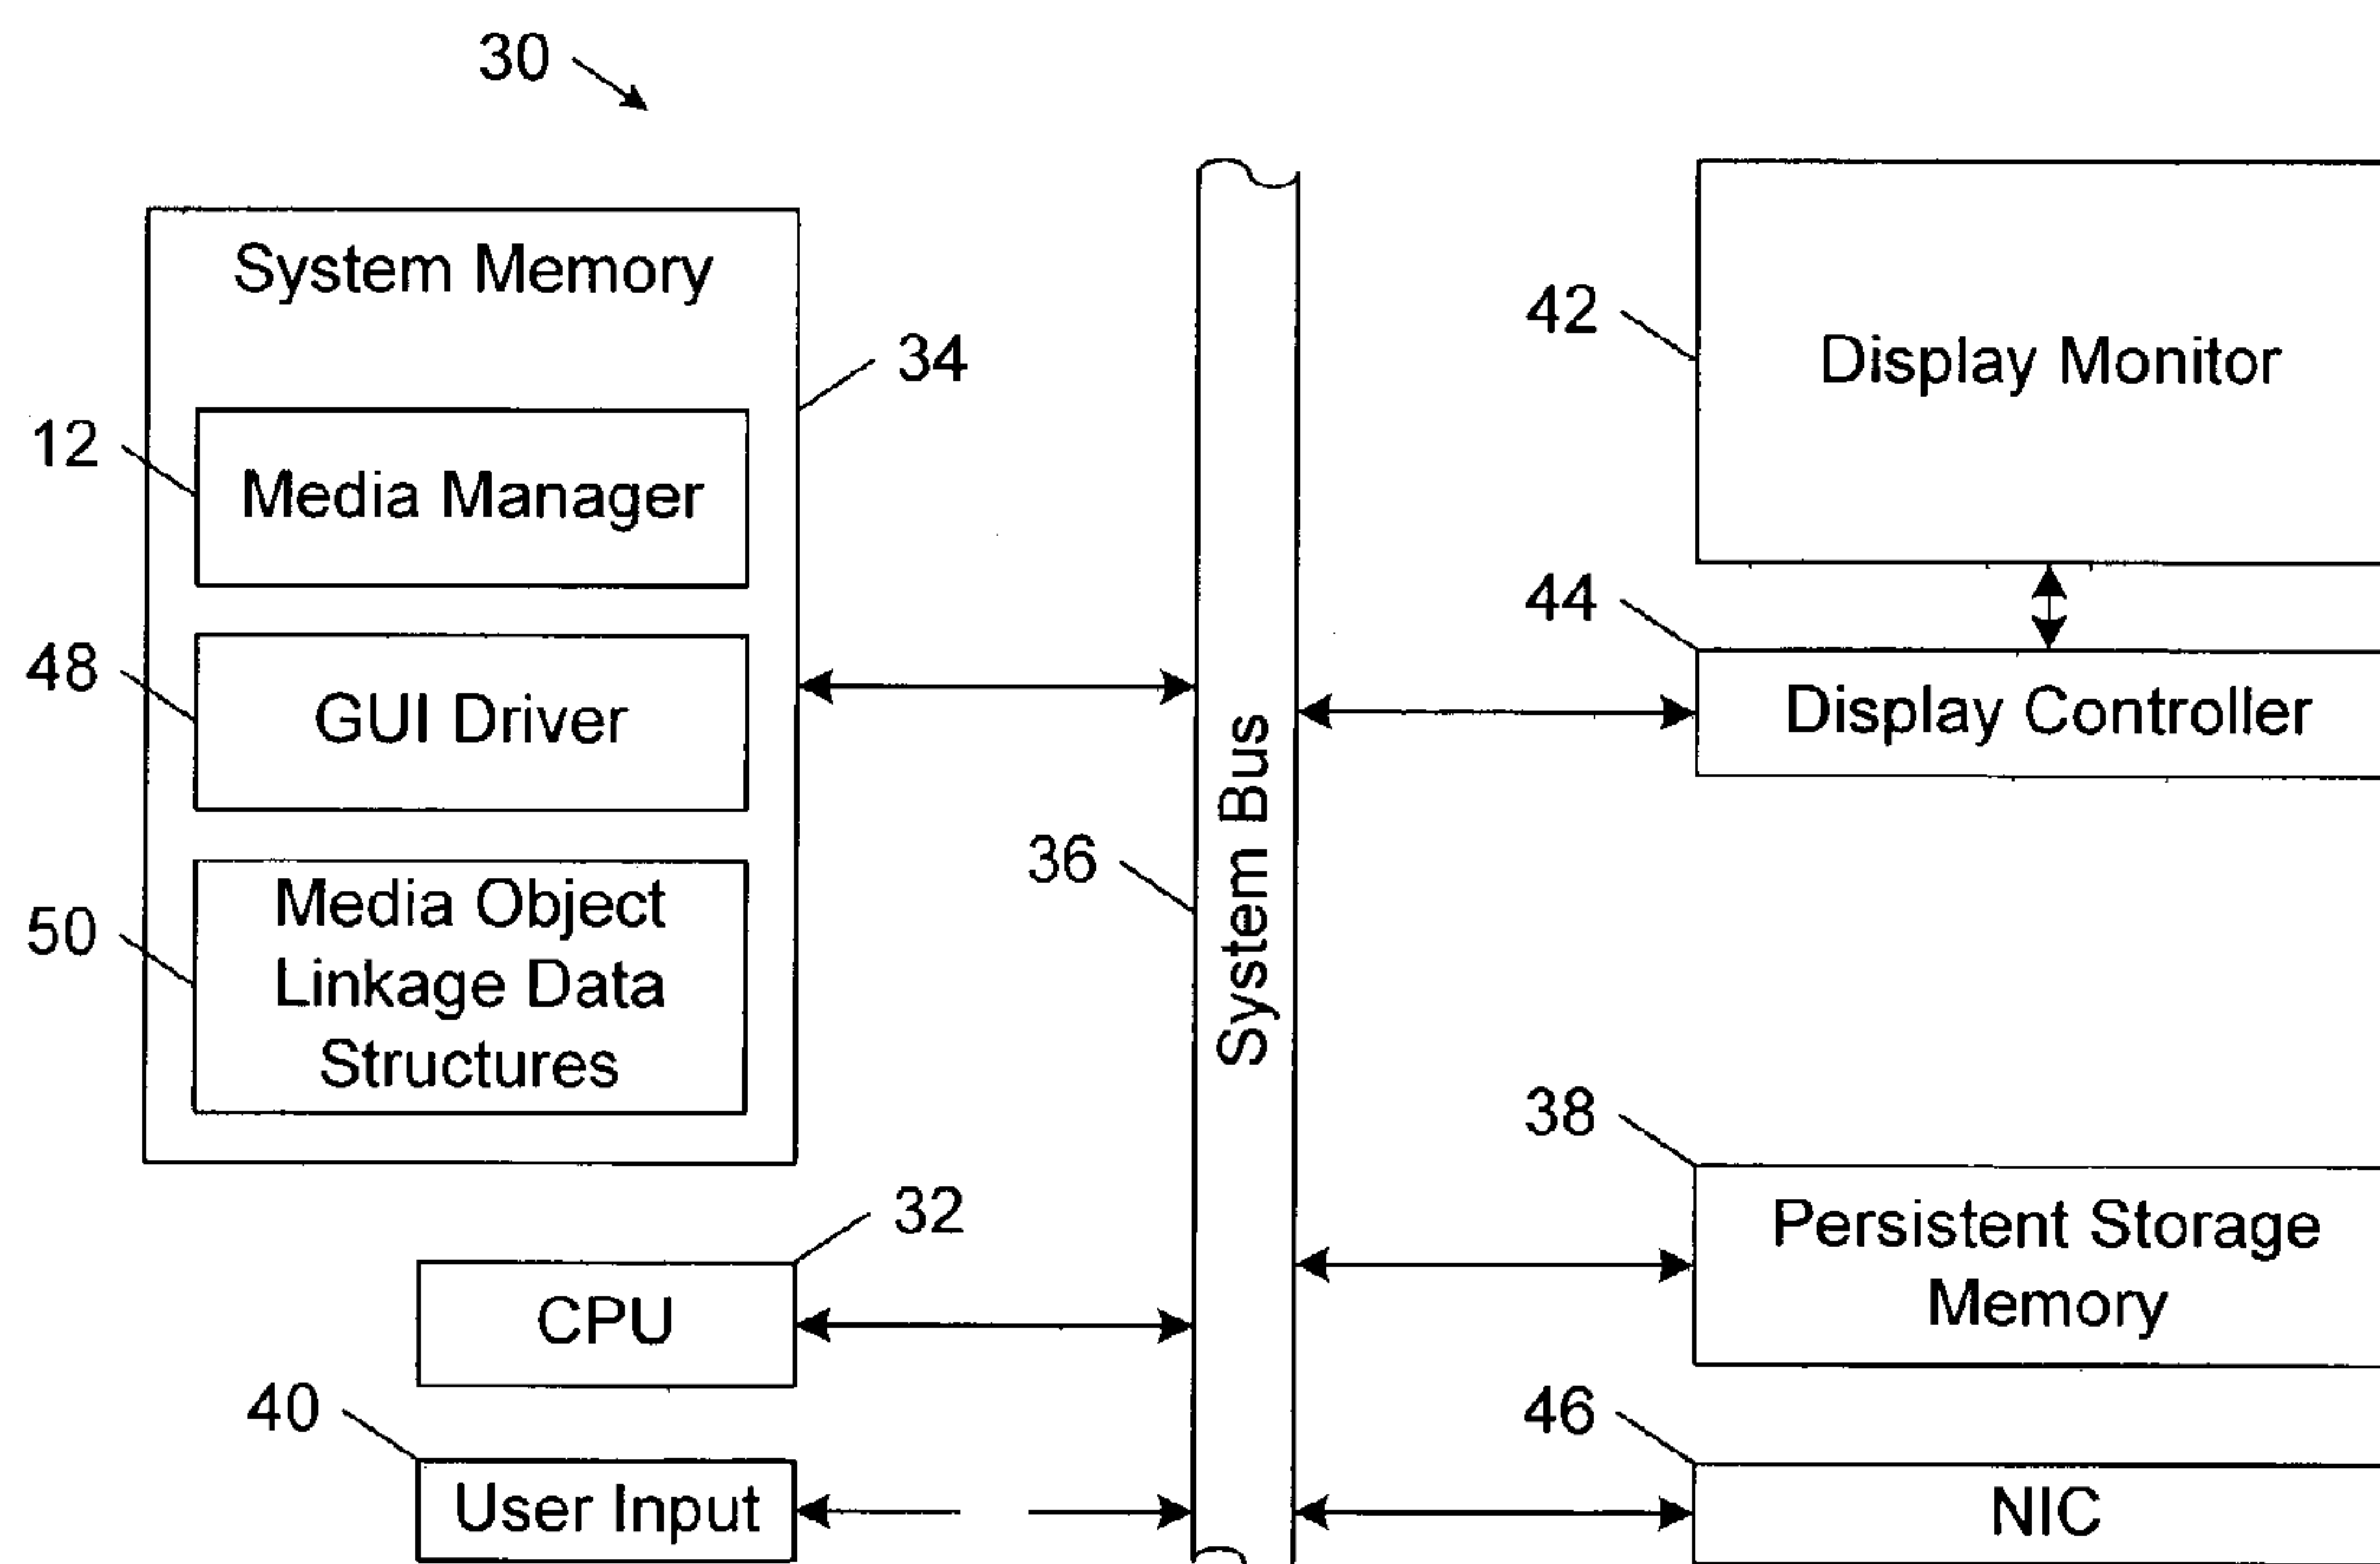 30
System Memory
34
12
Media Manager
48
GUI Driver
50
Media Object
Linkage Data
Structures
32
CPU
40
User Input
36
System Bus
42
Display Monitor
44
Display Controller
38
Persistent Storage
Memory
46
NIC